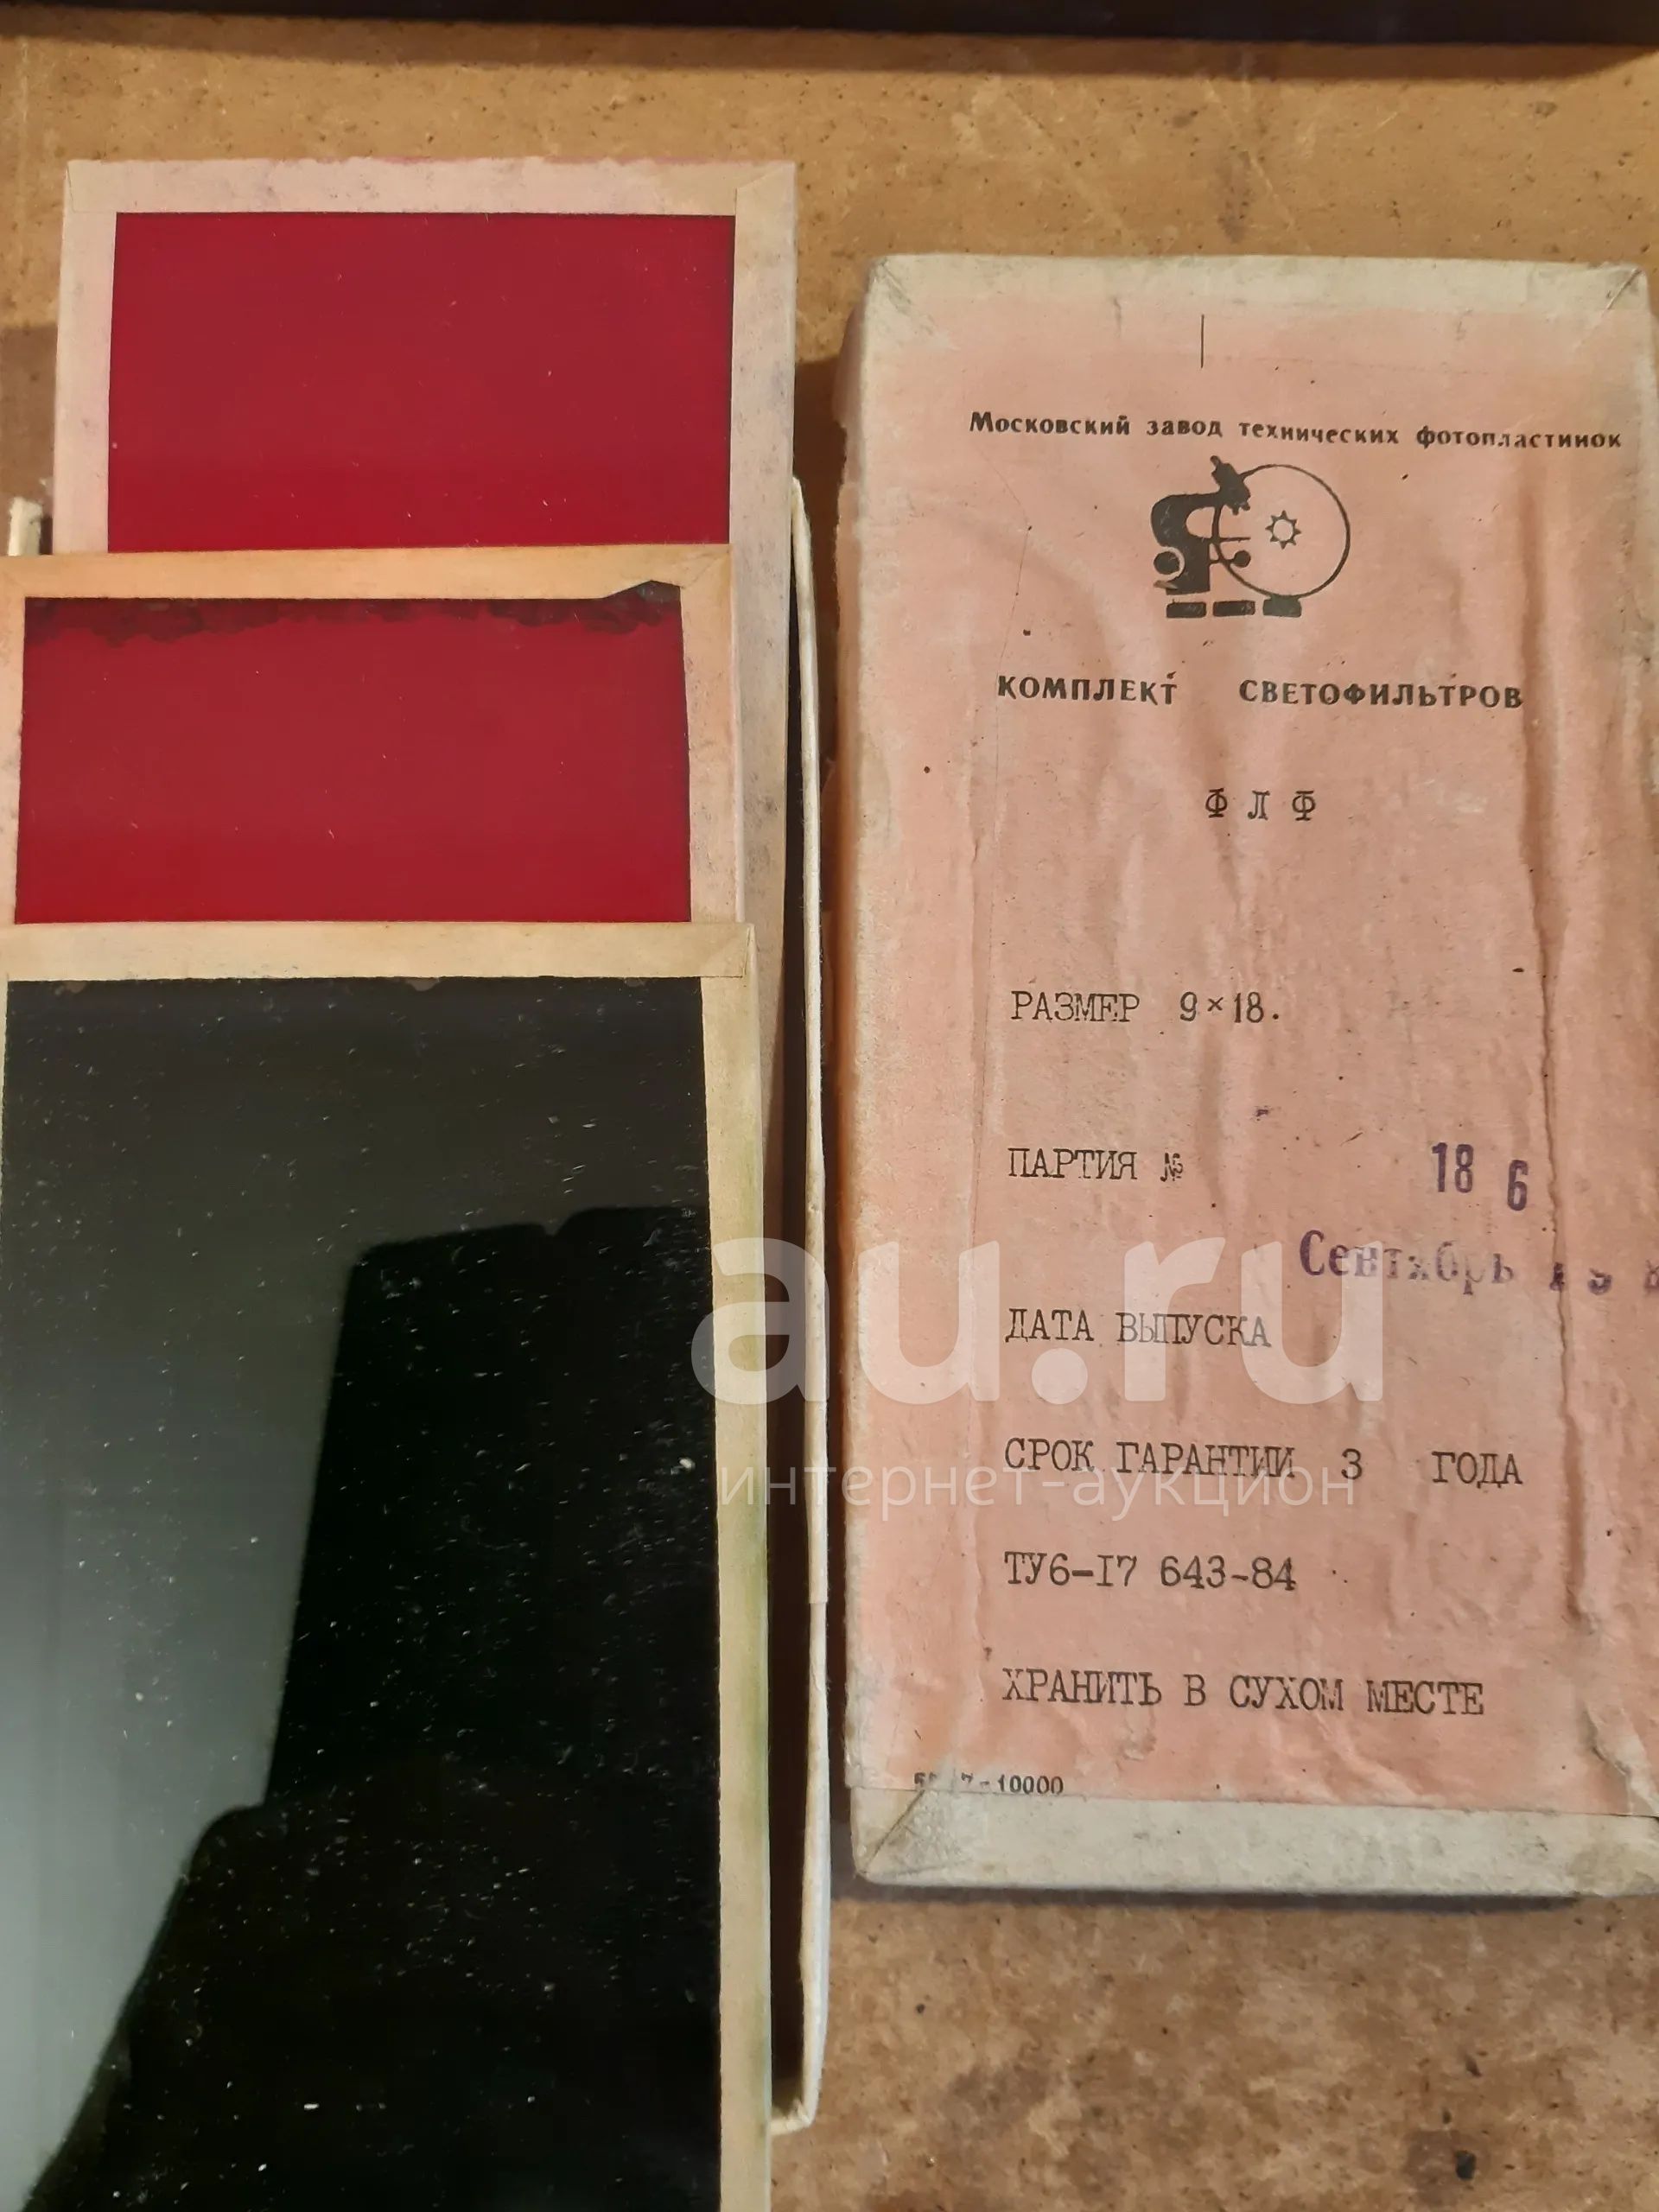 Московский завод технических фотопластинок
КОМПЛЕКТ СВЕТОФИЛЬТРОВ
ФЛФ
РАЗМЕР 9×18.
ПАРТИЯ № 18 6
Сентябрь
ДАТА ВЫПУСКА
au.ru
СРОК ГАРАНТИИ 3 ГОДА
интернет-аукцион
ТУ6-17 643-84
ХРАНИТЬ В СУХОМ МЕСТЕ